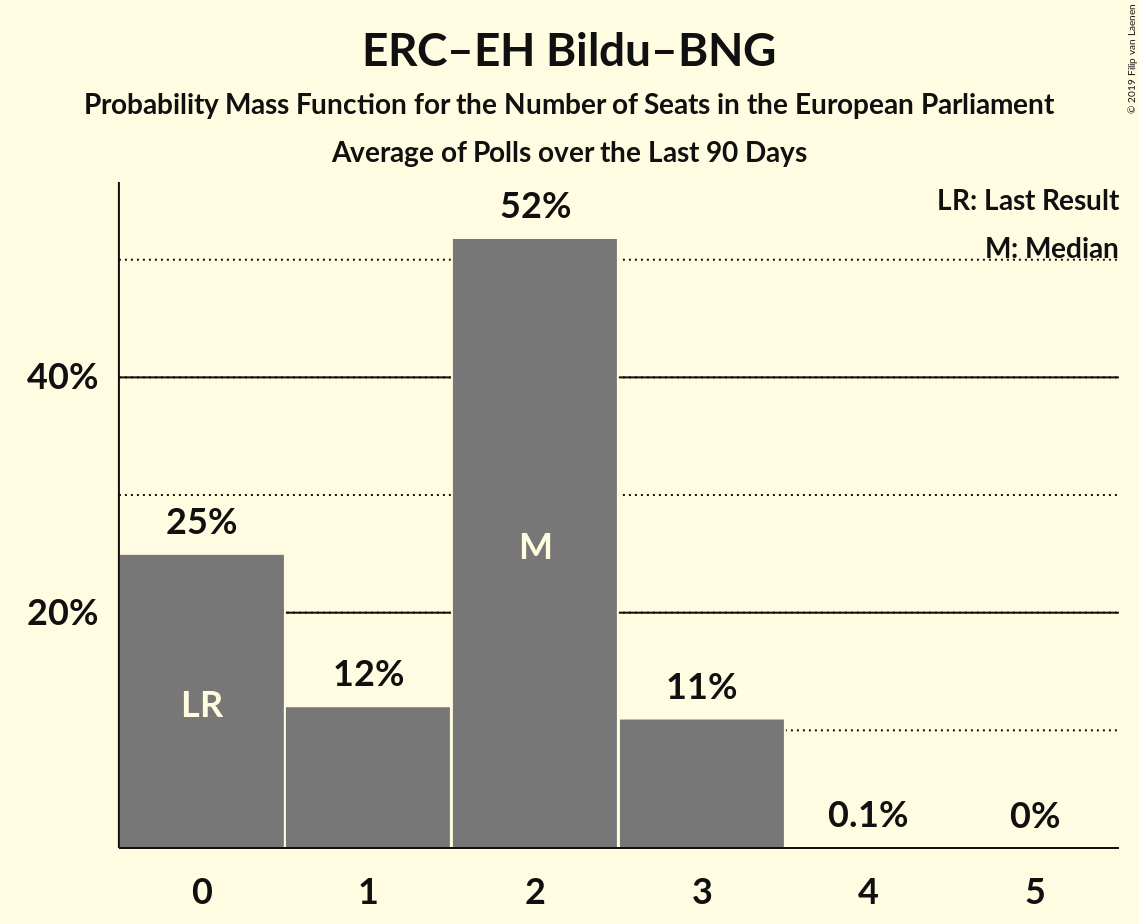 ERC–EH Bildu–BNG
Probability Mass Function for the Number of Seats in the European Parliament
Average of Polls over the Last 90 Days
© 2019 Filip van Laenen
LR: Last Result
M: Median
52%
40%
25%
M
20%
12%
11%
LR
0.1%
0%
0 1 2 3 4 5